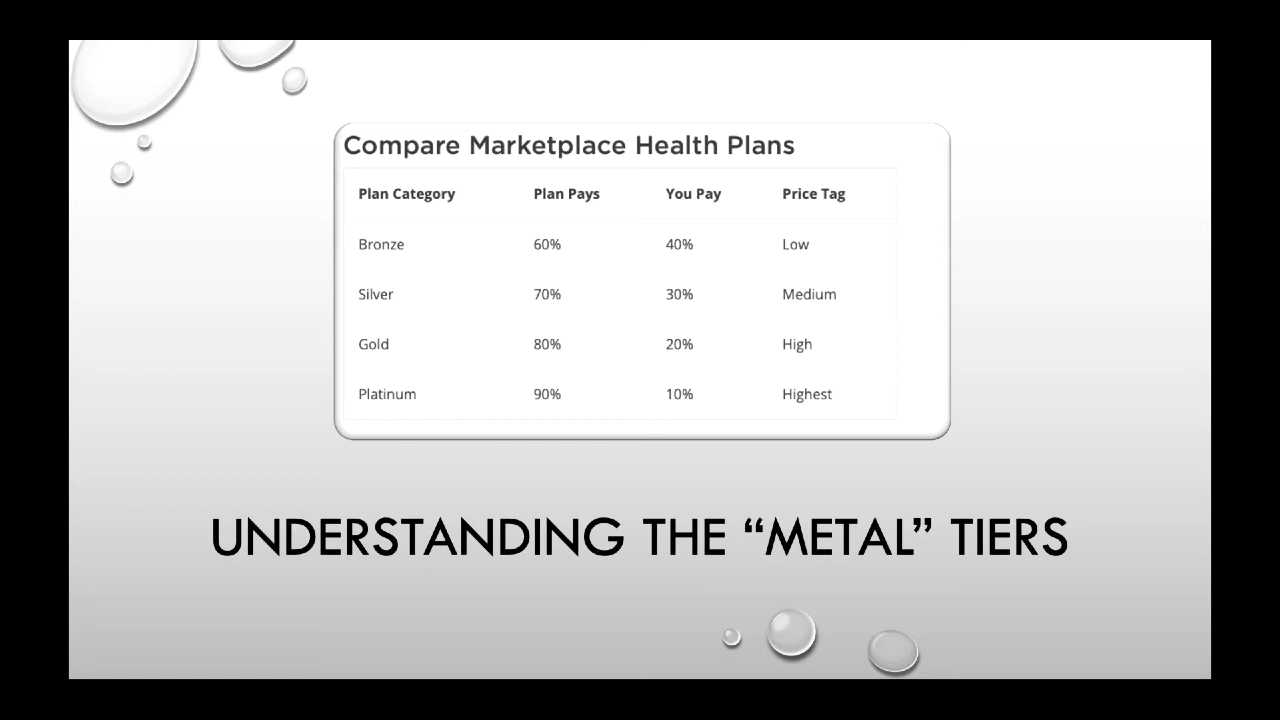 Compare Marketplace Health Plans
Plan Category Plan Pays You Pay Price Tag
Bronze 60% 40% Low
Silver 70% 30% Medium
Gold 80% 20% High
Platinum 90% 10% Highest
UNDERSTANDING THE “METAL” TIERS